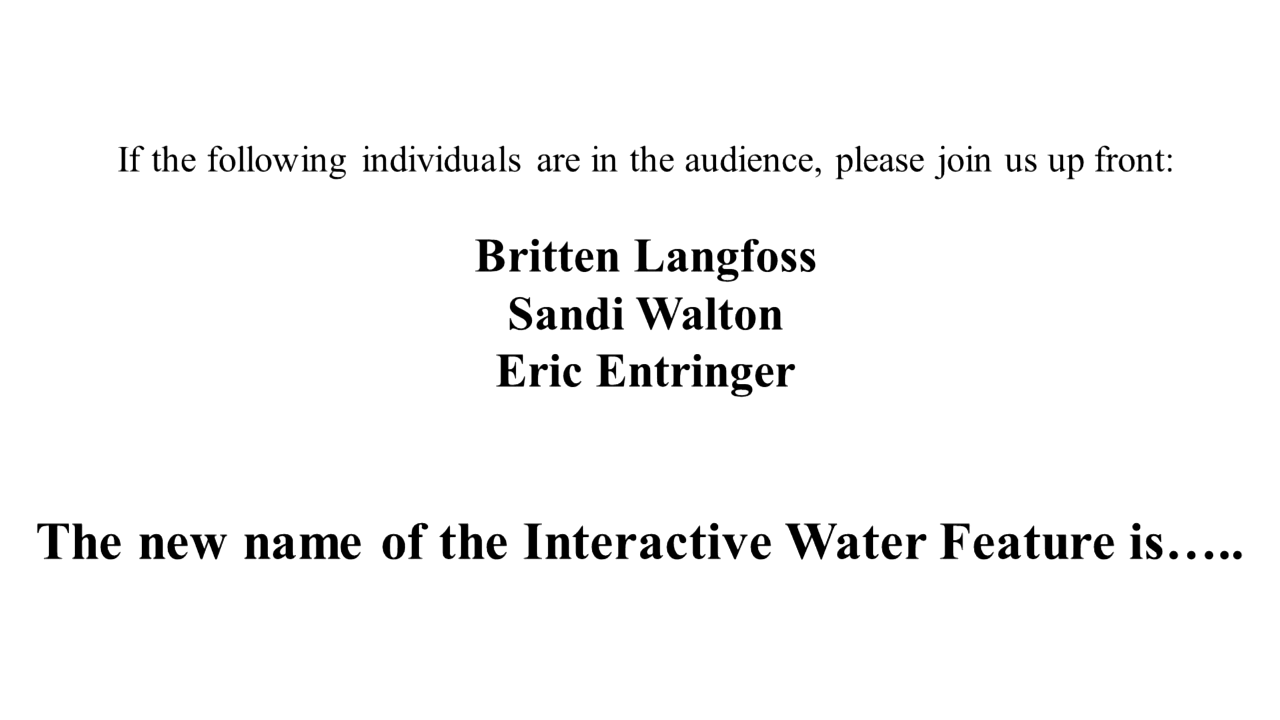 If the following individuals are in the audience, please join us up front:
Britten Langfoss
Sandi Walton
Eric Entringer
The new name of the Interactive Water Feature is…..